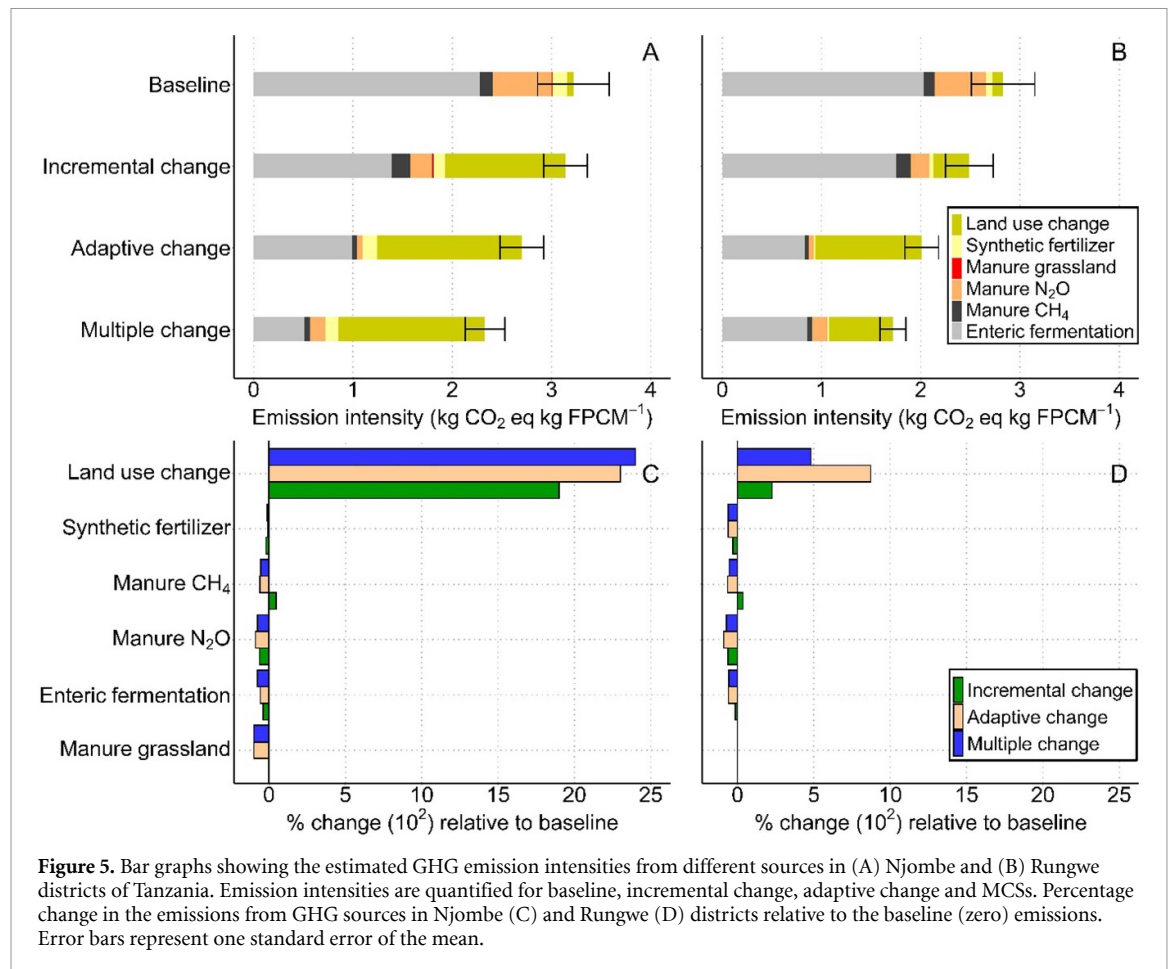 A
B
Baseline
Incremental change
Adaptive change
Multiple change
Land use change
Synthetic fertilizer
Manure grassland
Manure N₂O
Manure CH₄
Enteric fermentation
0 1 2 3 4
0 1 2 3 4
Emission intensity (kg CO₂ eq kg FPCM⁻¹)
Emission intensity (kg CO₂ eq kg FPCM⁻¹)
C
D
Land use change
Synthetic fertilizer
Manure CH₄
Manure N₂O
Enteric fermentation
Manure grassland
Incremental change
Adaptive change
Multiple change
0 5 10 15 20 25
0 5 10 15 20 25
% change (10²) relative to baseline
% change (10²) relative to baseline
Figure 5. Bar graphs showing the estimated GHG emission intensities from different sources in (A) Njombe and (B) Rungwe
districts of Tanzania. Emission intensities are quantified for baseline, incremental change, adaptive change and MCSs. Percentage
change in the emissions from GHG sources in Njombe (C) and Rungwe (D) districts relative to the baseline (zero) emissions.
Error bars represent one standard error of the mean.